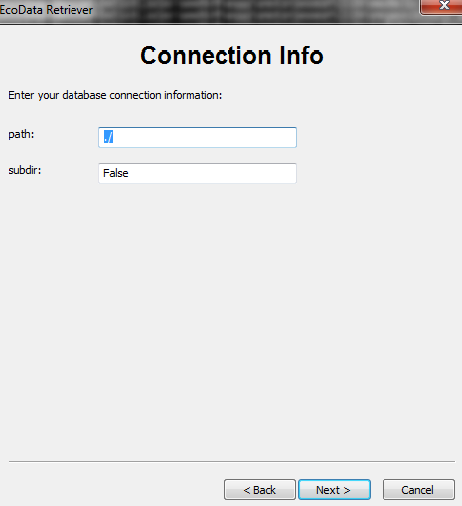 EcoData Retriever
Connection Info
Enter your database connection information:
path: ./
subdir: False
< Back Next > Cancel